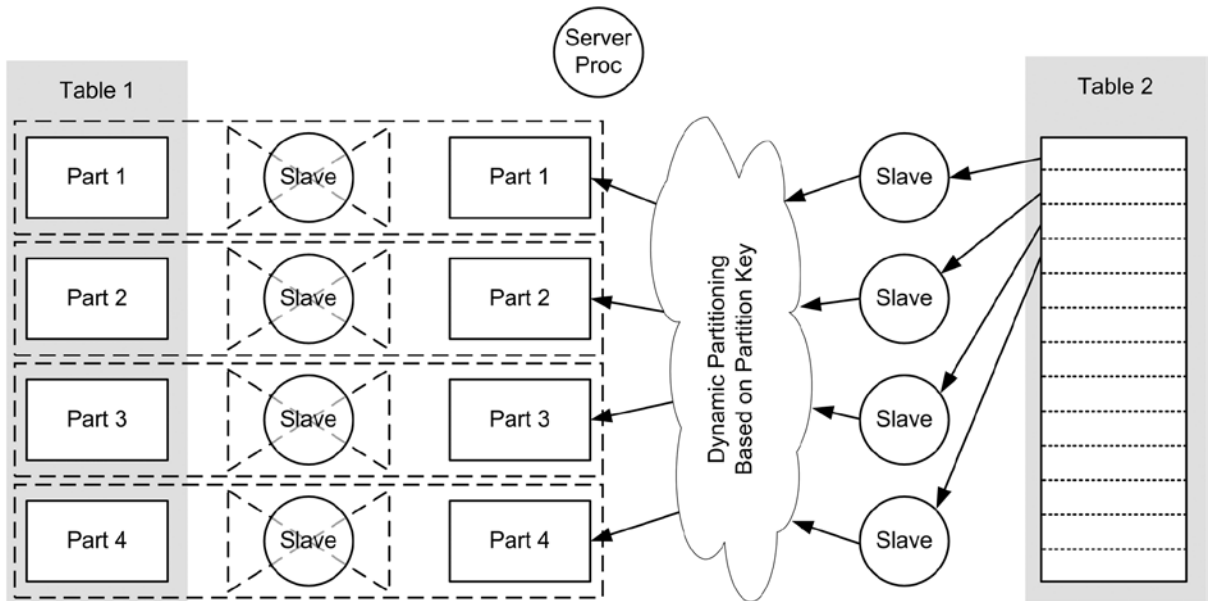 Server
Proc
Table 1
Table 2
Part 1
Slave
Part 1
Slave
Part 2
Slave
Part 2
Slave
Dynamic Partitioning
Based on Partition Key
Part 3
Slave
Part 3
Slave
Part 4
Slave
Part 4
Slave